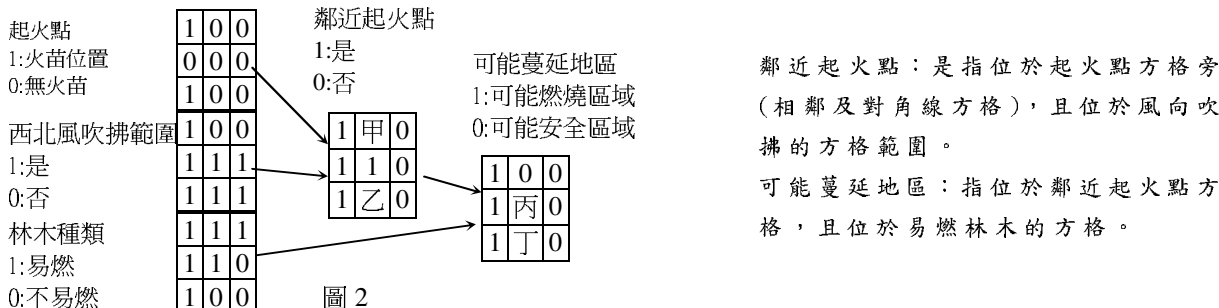 起火點
1:火苗位置
0:無火苗
1 0 0
0 0 0
1 0 0
西北風吹拂範圍
1:是
0:否
1 0 0
1 1 1
1 1 1
林木種類
1:易燃
0:不易燃
1 1 1
1 1 0
1 0 0
鄰近起火點
1:是
0:否
1 甲 0
1 1 0
1 乙 0
可能蔓延地區
1:可能燃燒區域
0:可能安全區域
1 0 0
1 丙 0
1 丁 0
圖 2
鄰近起火點：是指位於起火點方格旁
(相鄰及對角線方格)，且位於風向吹
拂的方格範圍。
可能蔓延地區：指位於鄰近起火點方
格，且位於易燃林木的方格。